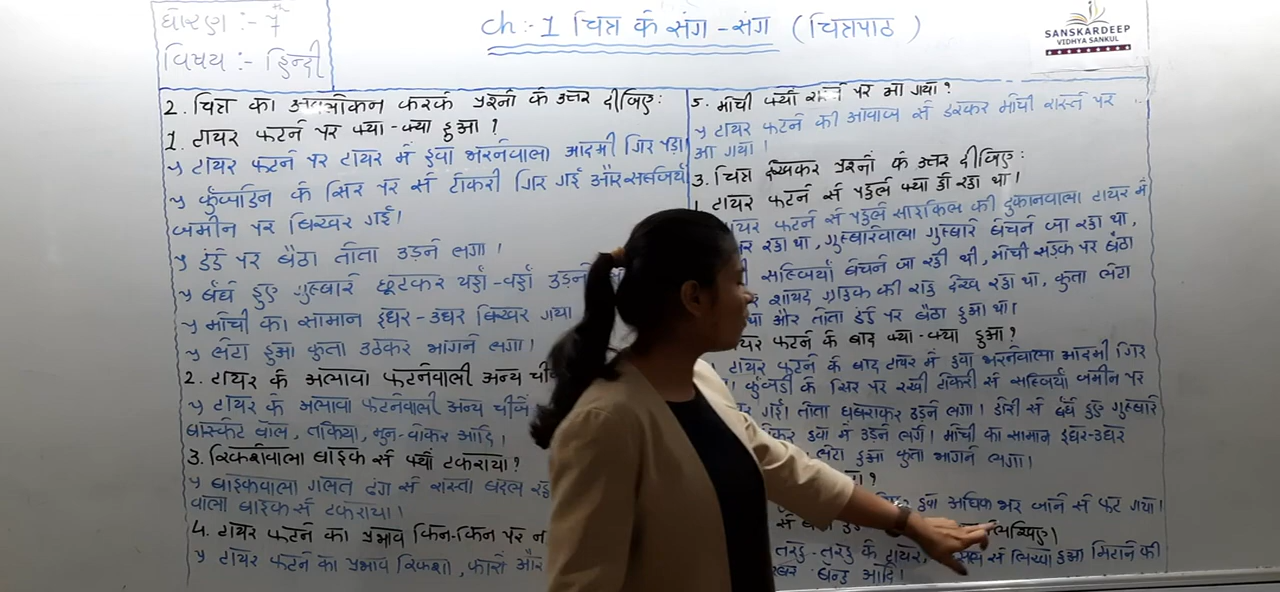 धोरण :- 7th
विषय :- हिन्दी
ch :- 1 चित्र के संग-संग (चित्रपाठ)
SANSKARDEEP
VIDHYA SANKUL
2. चित्र का अवलोकन करके प्रश्नों के उत्तर दीजिए:
1. टायर फटने पर क्या-क्या हुआ?
→ टायर फटने पर टायर में हवा भरनेवाला आदमी गिर पड़ा
→ कुंजडिन के सिर पर से टोकरी गिर गई और सब्जियाँ
जमीन पर बिखर गई।
→ डंडे पर बैठा तोता उड़ने लगा।
→ बँधे हुए गुब्बारे छूटकर यहाँ-वहाँ उड़ने
→ मोची का सामान इधर-उधर बिखर गया
→ लेटा हुआ कुत्ता उठकर भागने लगा।
2. टायर के अलावा फटनेवाली अन्य
→ टायर के अलावा फटनेवाली अन्य चीजें
बास्केट बोल, तकिया, आदि।
3. रिक्शेवाला बाइक से क्यों टकराया?
→ बाइकवाला गलत ढंग से रास्ता बदल
वाला बाइक से टकराया।
4. टायर फटने का प्रभाव किन-किन पर न
→ टायर फटने का प्रभाव रिक्शा, और
5. मोची क्यों रास्ते पर आ गया?
→ टायर फटने की आवाज से डरकर मोची रास्ते पर
आ गया।
3. चित्र देखकर प्रश्नों के उत्तर दीजिए:
1. टायर फटने से पहले क्या हो रहा था।
टायर फटने से पहले साइकिल की दुकानवाला टायर में
रहा था, गुब्बारेवाला गुब्बारे बेचने जा रहा था,
सब्जियाँ बेचने जा रही थी, मोची सड़क पर बैठा
शायद ग्राहक की राह देख रहा था, कुत्ता लेटा
और तोता डंडे पर बैठा हुआ था।
फटने के बाद क्या-क्या हुआ?
टायर फटने के बाद टायर में हवा भरनेवाला आदमी गिर
कुंजडी के सिर पर रखी टोकरी से सब्जियाँ जमीन पर
गई। तोता घबराकर उड़ने लगा। डोरी से बँधे हुए गुब्बारे
हवा में उड़ने लगे। मोची का सामान इधर-उधर
लेटा हुआ कुत्ता भागने लगा।
हवा अधिक भर जाने से फट गया।
लिखिए।
तरह-तरह के टायर, से लिखा हुआ मिटाने की
आदि।